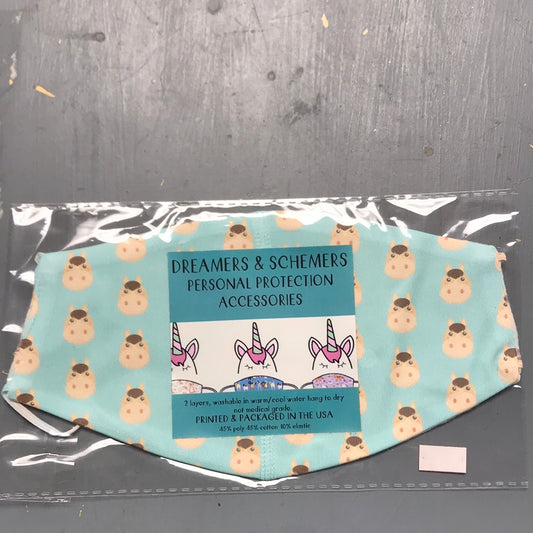 DREAMERS & SCHEMERS
PERSONAL PROTECTION
ACCESSORIES
2 layers, washable in warm/cool water hang to dry
not medical grade.
PRINTED & PACKAGED IN THE USA
45% poly 45% cotton 10% elastic